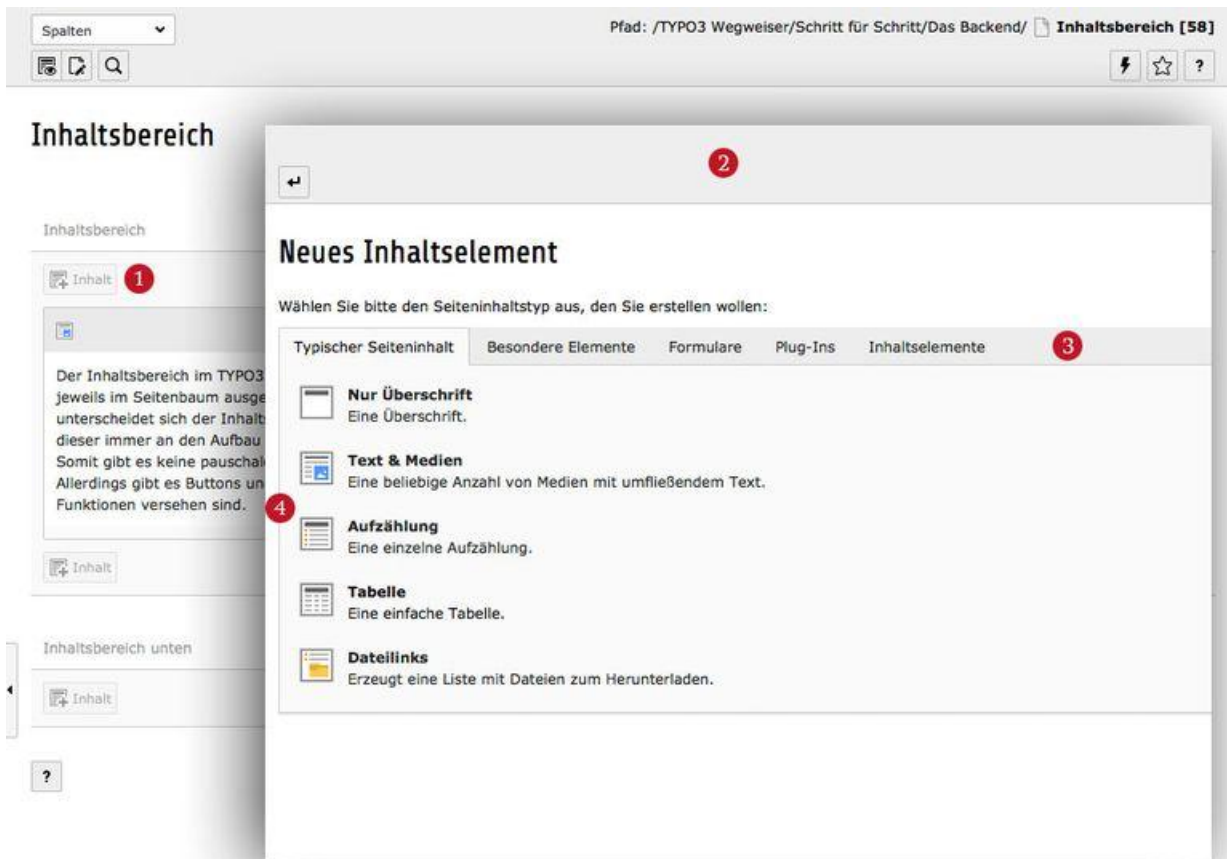 Spalten
Pfad: /TYPO3 Wegweiser/Schritt für Schritt/Das Backend/ Inhaltsbereich [58]
?
Inhaltsbereich
Inhaltsbereich
Inhalt 1
Der Inhaltsbereich im TYPO3
jeweils im Seitenbaum ausge
unterscheidet sich der Inhalt
dieser immer an den Aufbau
Somit gibt es keine pauschal
Allerdings gibt es Buttons un
Funktionen versehen sind.
Inhalt
Inhaltsbereich unten
Inhalt
?
2
Neues Inhaltselement
Wählen Sie bitte den Seiteninhaltstyp aus, den Sie erstellen wollen:
Typischer Seiteninhalt Besondere Elemente Formulare Plug-Ins Inhaltselemente 3
Nur Überschrift
Eine Überschrift.
Text & Medien
Eine beliebige Anzahl von Medien mit umfließendem Text.
4
Aufzählung
Eine einzelne Aufzählung.
Tabelle
Eine einfache Tabelle.
Dateilinks
Erzeugt eine Liste mit Dateien zum Herunterladen.